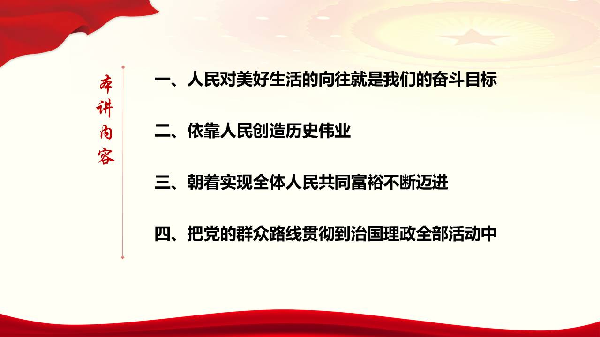 本讲内容
一、人民对美好生活的向往就是我们的奋斗目标
二、依靠人民创造历史伟业
三、朝着实现全体人民共同富裕不断迈进
四、把党的群众路线贯彻到治国理政全部活动中